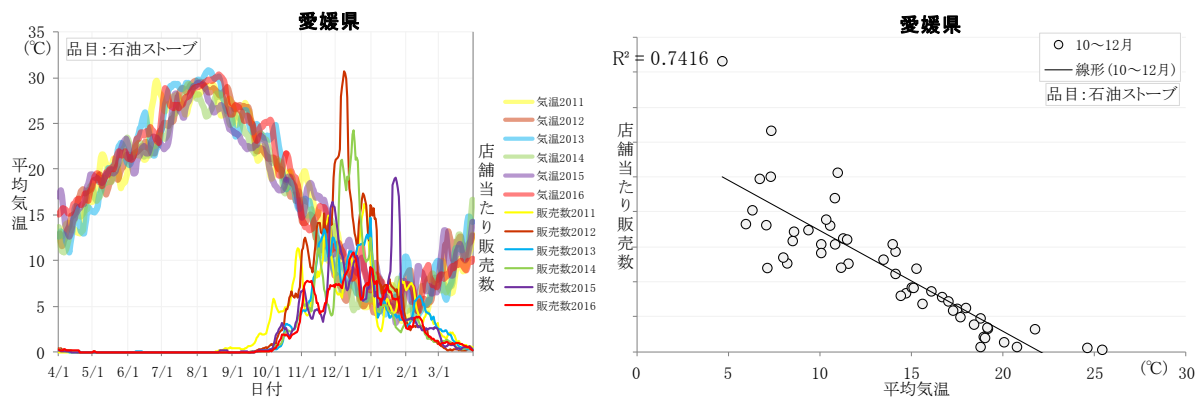 愛媛県
35
(℃)
品目：石油ストーブ
30
25
20
15
10
5
0
平均気温
4/1 5/1 6/1 7/1 8/1 9/1 10/1 11/1 12/1 1/1 2/1 3/1
日付
店舗当たり販売数
気温2011
気温2012
気温2013
気温2014
気温2015
気温2016
販売数2011
販売数2012
販売数2013
販売数2014
販売数2015
販売数2016
愛媛県
R² = 0.7416
10～12月
線形 (10～12月)
品目：石油ストーブ
店舗当たり販売数
0 5 10 15 20 25 30
(℃)
平均気温